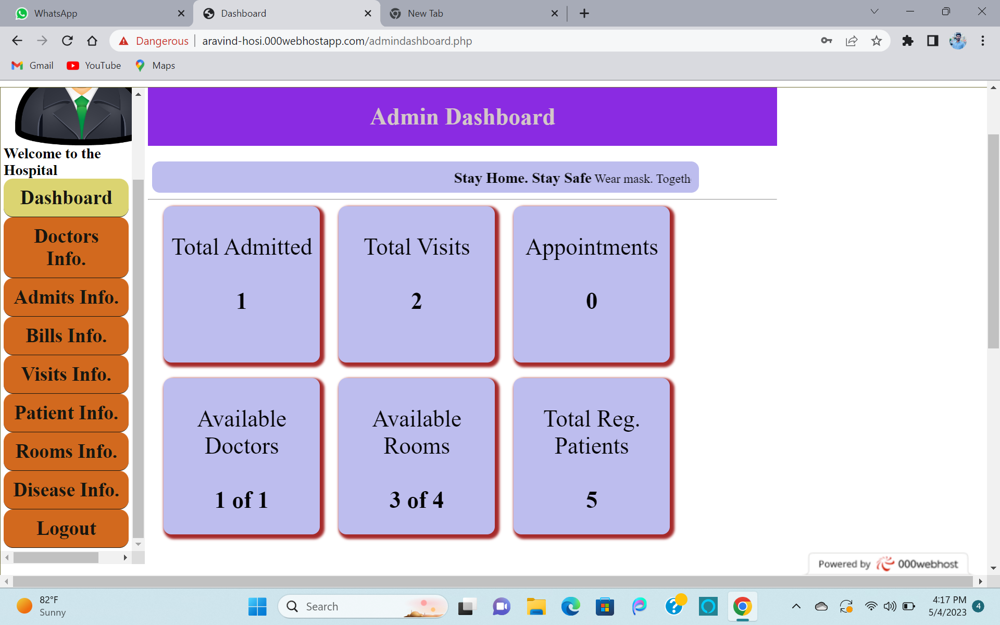 WhatsApp
Dashboard
New Tab
Dangerous
aravind-hosi.000webhostapp.com/admindashboard.php
Gmail
YouTube
Maps
Welcome to the
Hospital
Dashboard
Doctors
Info.
Admits Info.
Bills Info.
Visits Info.
Patient Info.
Rooms Info.
Disease Info.
Logout
Admin Dashboard
Stay Home. Stay Safe Wear mask. Togeth
Total Admitted
1
Total Visits
2
Appointments
0
Available
Doctors
1 of 1
Available
Rooms
3 of 4
Total Reg.
Patients
5
Powered by 000webhost
82°F
Sunny
Search
4:17 PM
5/4/2023
4